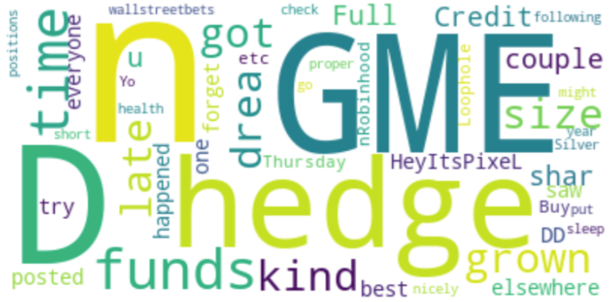 positions
wallstreetbets
check
Full
Credit
following
time
everyone
n
u
Yo
health
got
etc
forget
drea
GME
proper
go
nRobinhood
Loophole
couple
size
might
year
Silver
short
late
happened
one
Thursday
HeyItsPixeL
shar
saw
D
try
hedge
Buy
put
DD
sleep
posted
funds
kind
best
nicely
grown
elsewhere